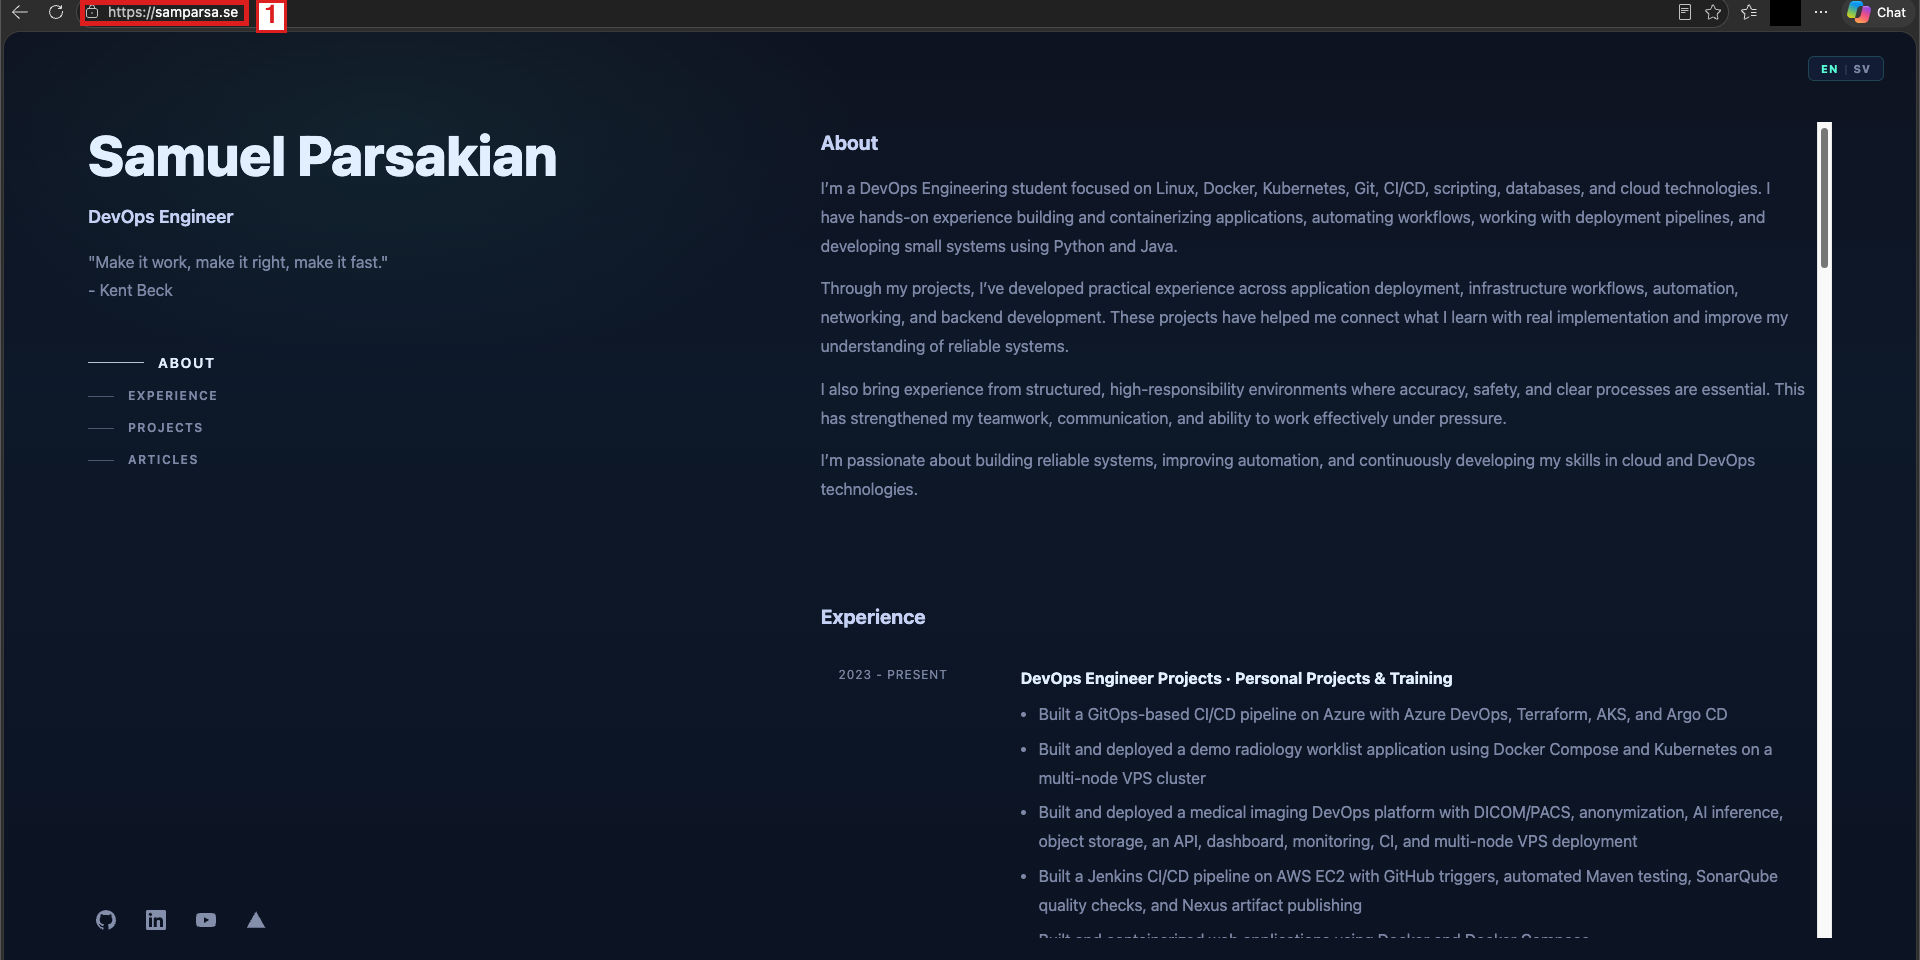 https://samparsa.se
1
Chat
EN | SV
Samuel Parsakian
DevOps Engineer
"Make it work, make it right, make it fast."
- Kent Beck
ABOUT
EXPERIENCE
PROJECTS
ARTICLES
About
I’m a DevOps Engineering student focused on Linux, Docker, Kubernetes, Git, CI/CD, scripting, databases, and cloud technologies. I
have hands-on experience building and containerizing applications, automating workflows, working with deployment pipelines, and
developing small systems using Python and Java.
Through my projects, I’ve developed practical experience across application deployment, infrastructure workflows, automation,
networking, and backend development. These projects have helped me connect what I learn with real implementation and improve my
understanding of reliable systems.
I also bring experience from structured, high-responsibility environments where accuracy, safety, and clear processes are essential. This
has strengthened my teamwork, communication, and ability to work effectively under pressure.
I’m passionate about building reliable systems, improving automation, and continuously developing my skills in cloud and DevOps
technologies.
Experience
2023 - PRESENT
DevOps Engineer Projects · Personal Projects & Training
• Built a GitOps-based CI/CD pipeline on Azure with Azure DevOps, Terraform, AKS, and Argo CD
• Built and deployed a demo radiology worklist application using Docker Compose and Kubernetes on a
multi-node VPS cluster
• Built and deployed a medical imaging DevOps platform with DICOM/PACS, anonymization, AI inference,
object storage, an API, dashboard, monitoring, CI, and multi-node VPS deployment
• Built a Jenkins CI/CD pipeline on AWS EC2 with GitHub triggers, automated Maven testing, SonarQube
quality checks, and Nexus artifact publishing
• Built and containerized web applications using Docker and Docker Compose